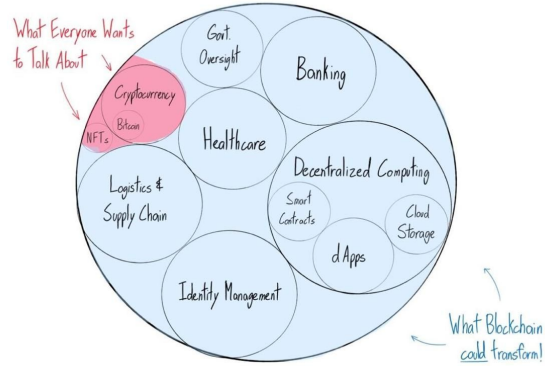 What Everyone Wants
to Talk About
Govt.
Oversight
Banking
Cryptocurrency
Bitcoin
NFTs
Healthcare
Decentralized Computing
Smart
Contracts
Cloud
Storage
dApps
Logistics &
Supply Chain
Identity Management
What Blockchain
could transform!